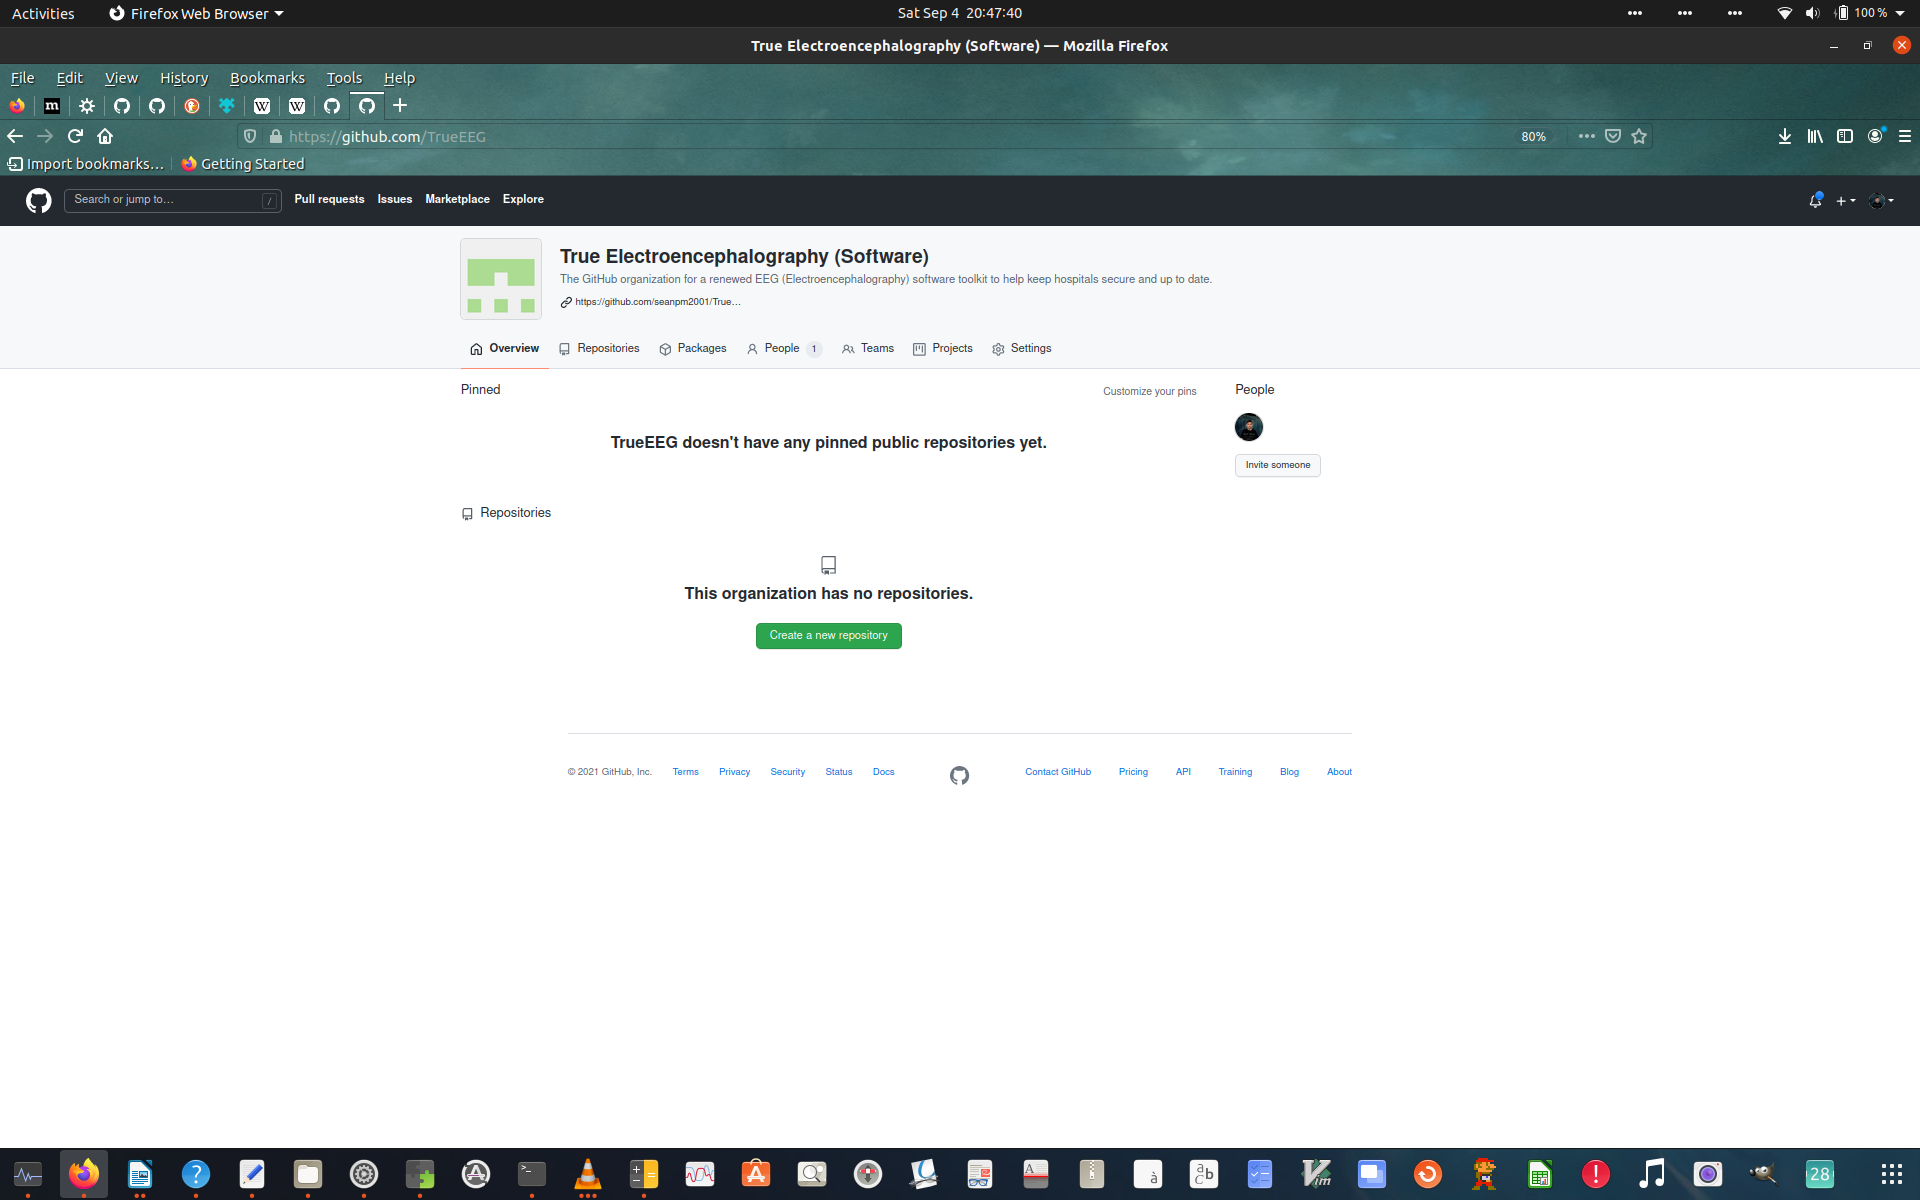 Activities
Firefox Web Browser
Sat Sep 4 20:47:40
100 %
True Electroencephalography (Software) — Mozilla Firefox
File Edit View History Bookmarks Tools Help
https://github.com/TrueEEG
80%
Import bookmarks...
Getting Started
Search or jump to...
/
Pull requests Issues Marketplace Explore
True Electroencephalography (Software)
The GitHub organization for a renewed EEG (Electroencephalography) software toolkit to help keep hospitals secure and up to date.
https://github.com/seanpm2001/True...
Overview Repositories Packages People 1 Teams Projects Settings
Pinned
Customize your pins
People
TrueEEG doesn't have any pinned public repositories yet.
Invite someone
Repositories
This organization has no repositories.
Create a new repository
© 2021 GitHub, Inc. Terms Privacy Security Status Docs Contact GitHub Pricing API Training Blog About
28